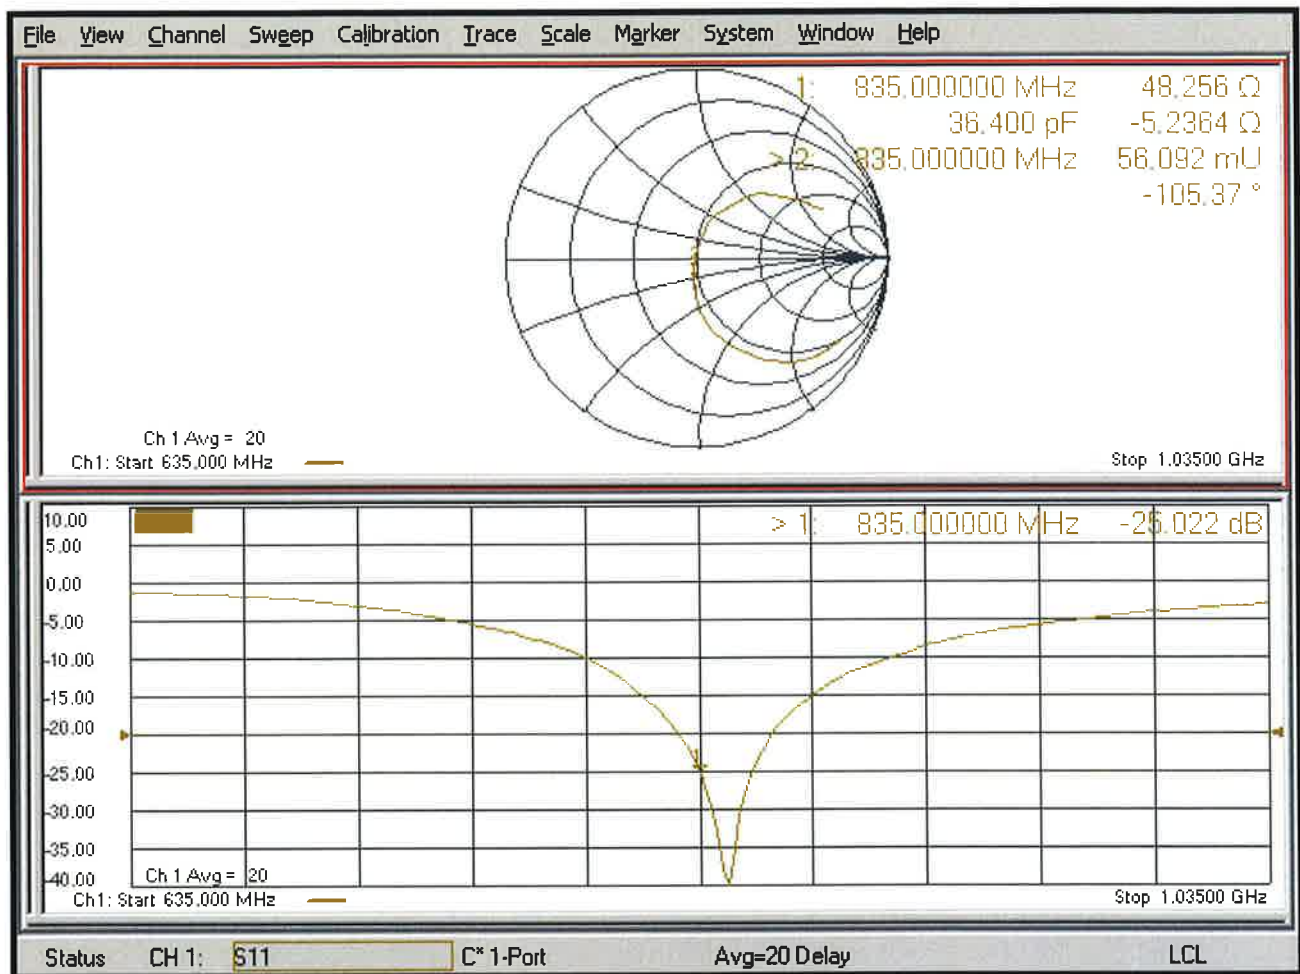 File View Channel Sweep Calibration Trace Scale Marker System Window Help
1: 835.000000 MHz 48.256 Ω
36.400 pF -5.2364 Ω
> 2: 835.000000 MHz 56.092 mU
-105.37 °
Ch 1 Avg = 20
Ch1: Start 635.000 MHz
Stop 1.03500 GHz
10.00
> 1: 835.000000 MHz -25.022 dB
5.00
0.00
-5.00
-10.00
-15.00
-20.00
1
-25.00
-30.00
-35.00
-40.00
Ch 1 Avg = 20
Ch1: Start 635.000 MHz
Stop 1.03500 GHz
Status CH 1: S11 C* 1-Port Avg=20 Delay LCL